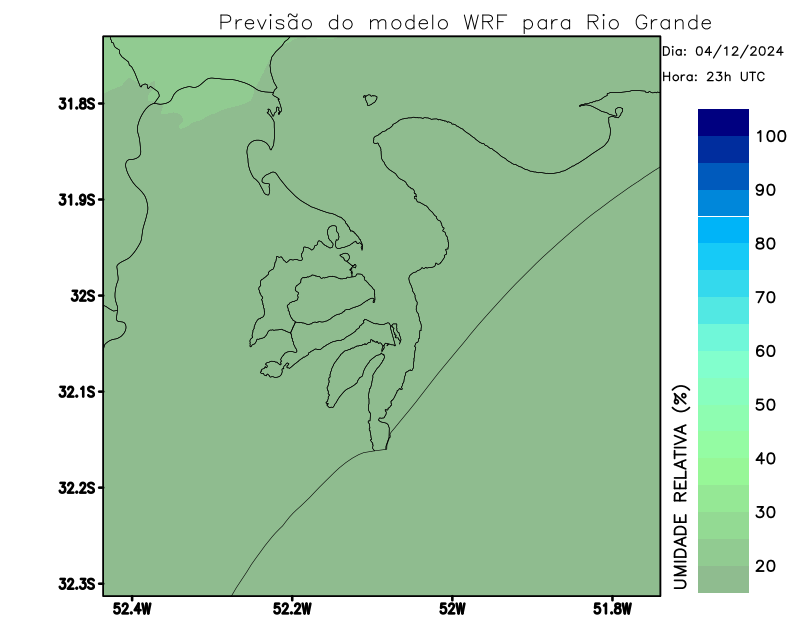 Previsão do modelo WRF para Rio Grande
Dia: 04/12/2024
Hora: 23h UTC
31.8S
31.9S
32S
32.1S
32.2S
32.3S
52.4W
52.2W
52W
51.8W
UMIDADE RELATIVA (%)
100
90
80
70
60
50
40
30
20